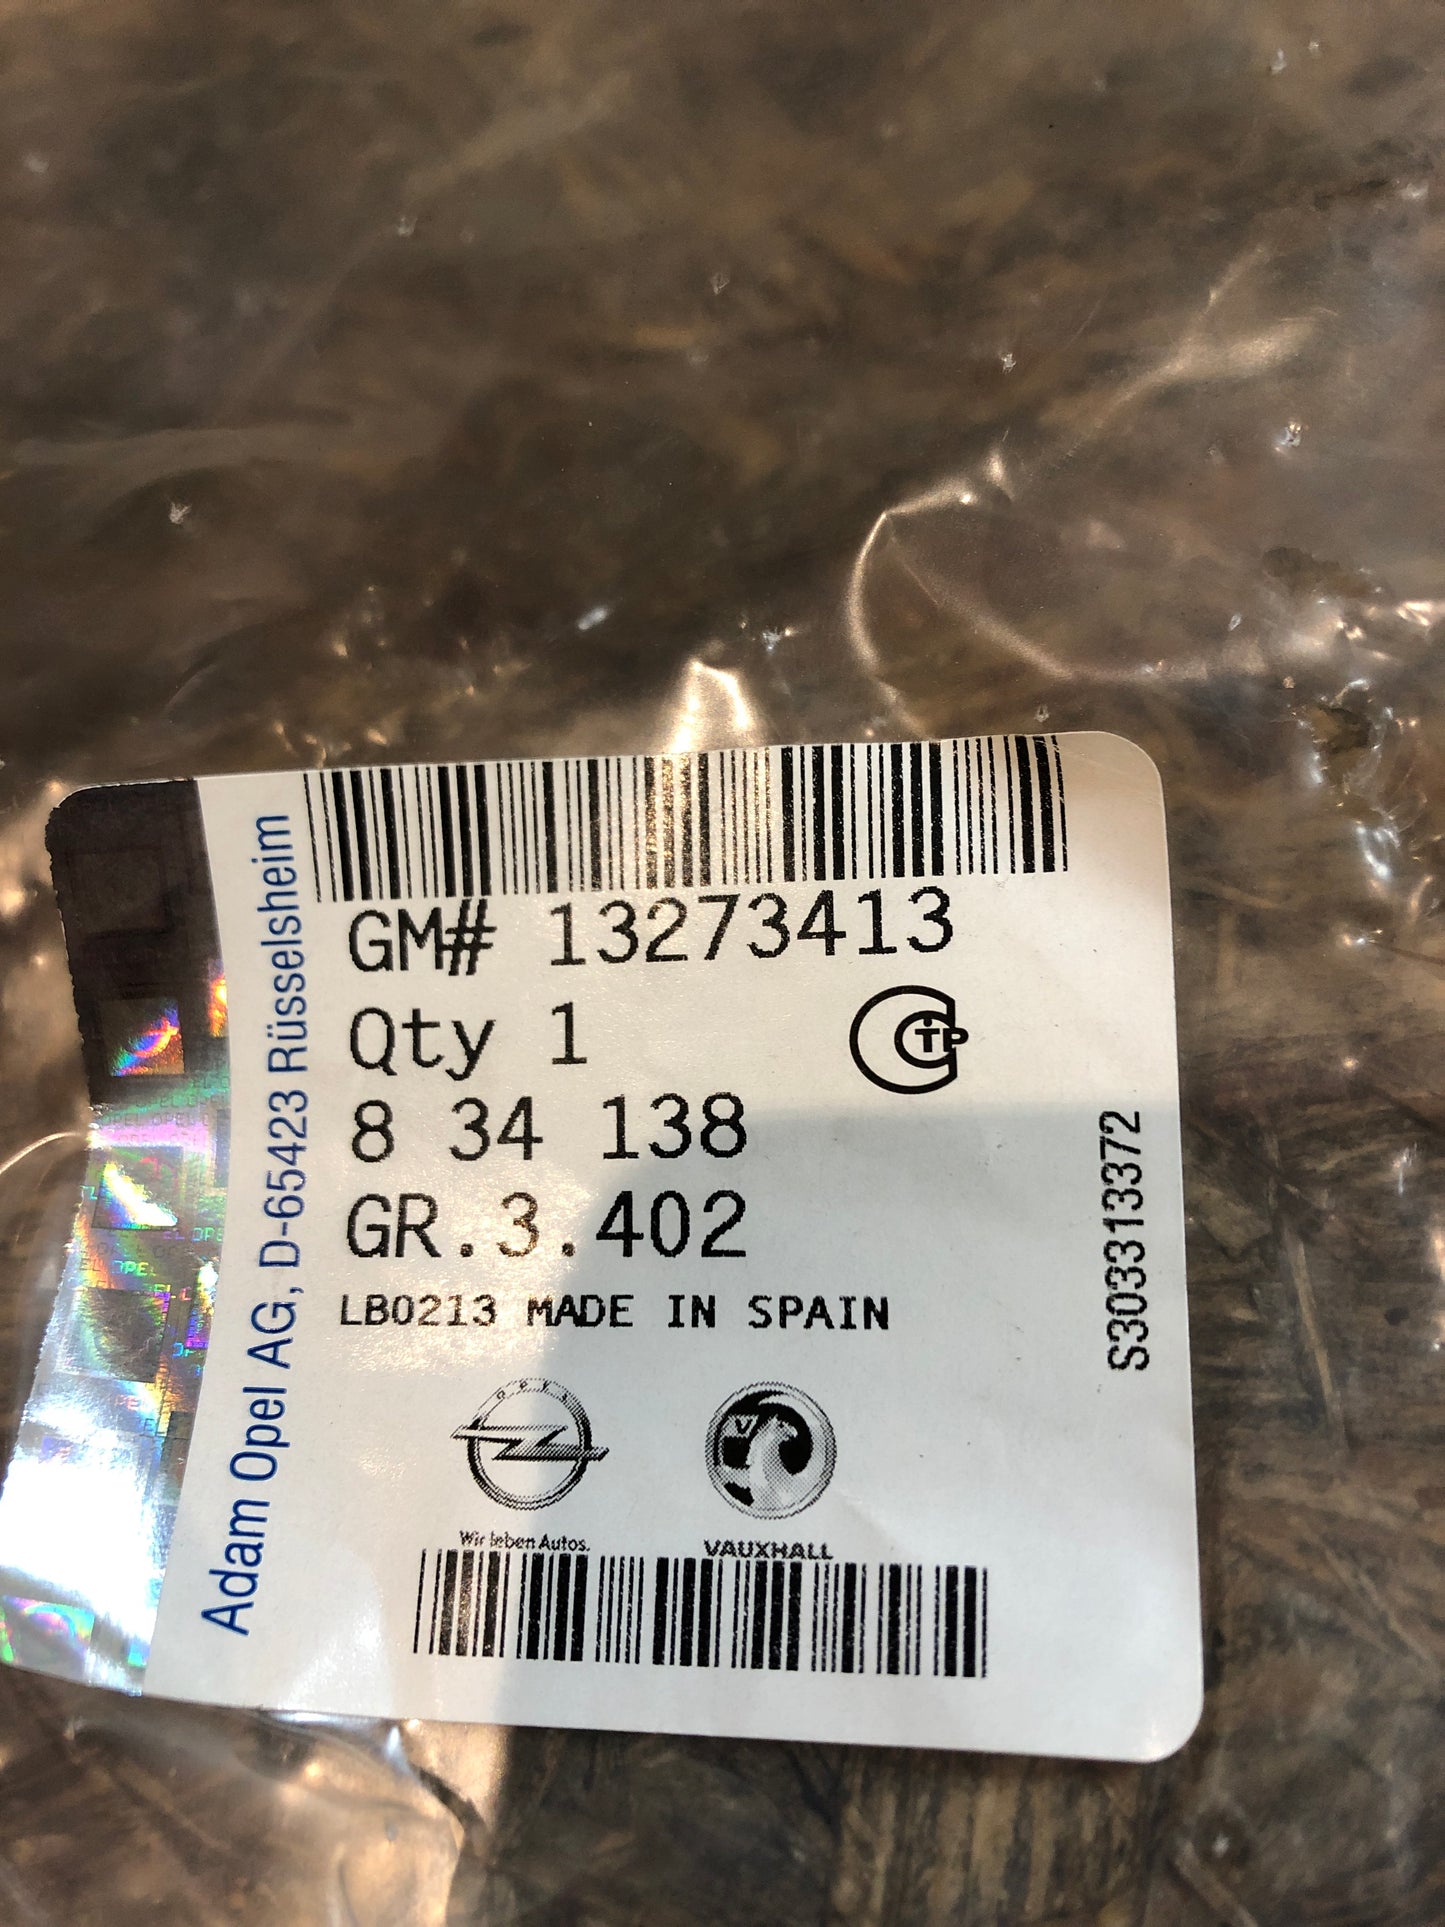 GM# 13273413
Qty 1
8 34 138
GR.3.402
LB0213 MADE IN SPAIN
Adam Opel AG, D-65423 Rüsselsheim
S303313372
OPEL
Wir leben Autos.
VAUXHALL